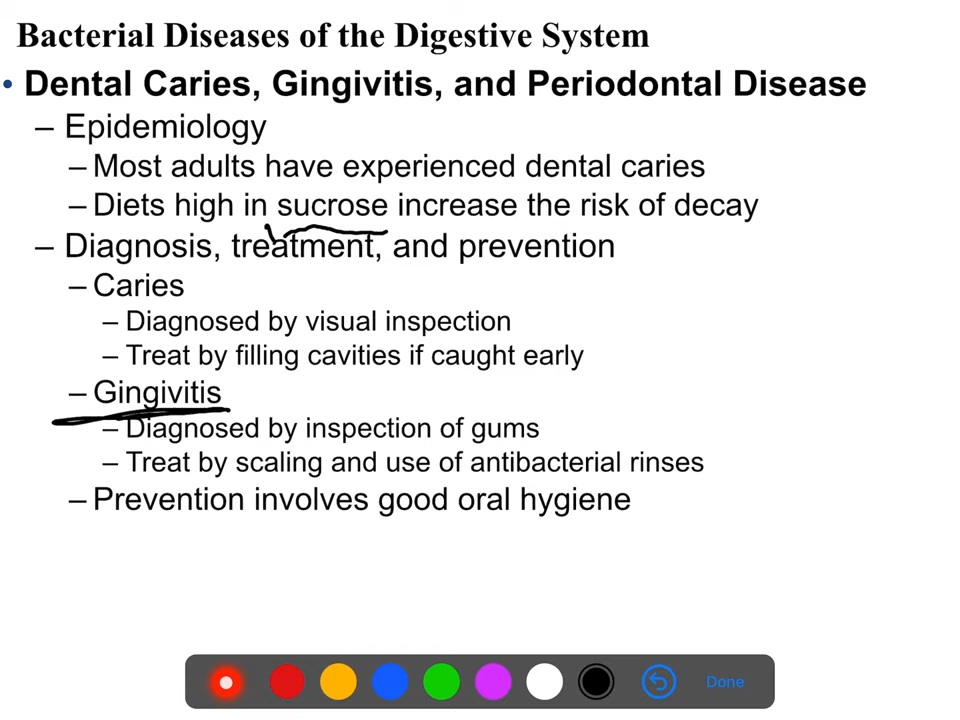 Bacterial Diseases of the Digestive System
• Dental Caries, Gingivitis, and Periodontal Disease
– Epidemiology
– Most adults have experienced dental caries
– Diets high in sucrose increase the risk of decay
– Diagnosis, treatment, and prevention
– Caries
– Diagnosed by visual inspection
– Treat by filling cavities if caught early
– Gingivitis
– Diagnosed by inspection of gums
– Treat by scaling and use of antibacterial rinses
– Prevention involves good oral hygiene
Done